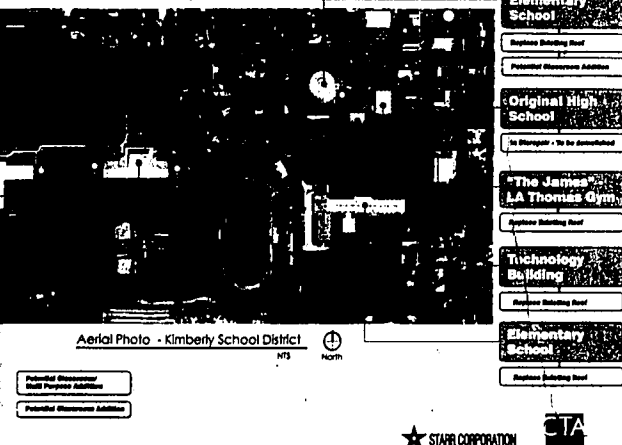 Elementary
School
Replace Existing Roof
Potential Classroom Addition
Original High
School
In Disrepair - To be demolished
"The James"
LA Thomas Gym
Replace Existing Roof
Technology
Building
Replace Existing Roof
Elementary
School
Replace Existing Roof
Aerial Photo - Kimberly School District
NTS
North
Potential Classroom/
Multi Purpose Addition
Potential Classroom Addition
STARR CORPORATION
CTA